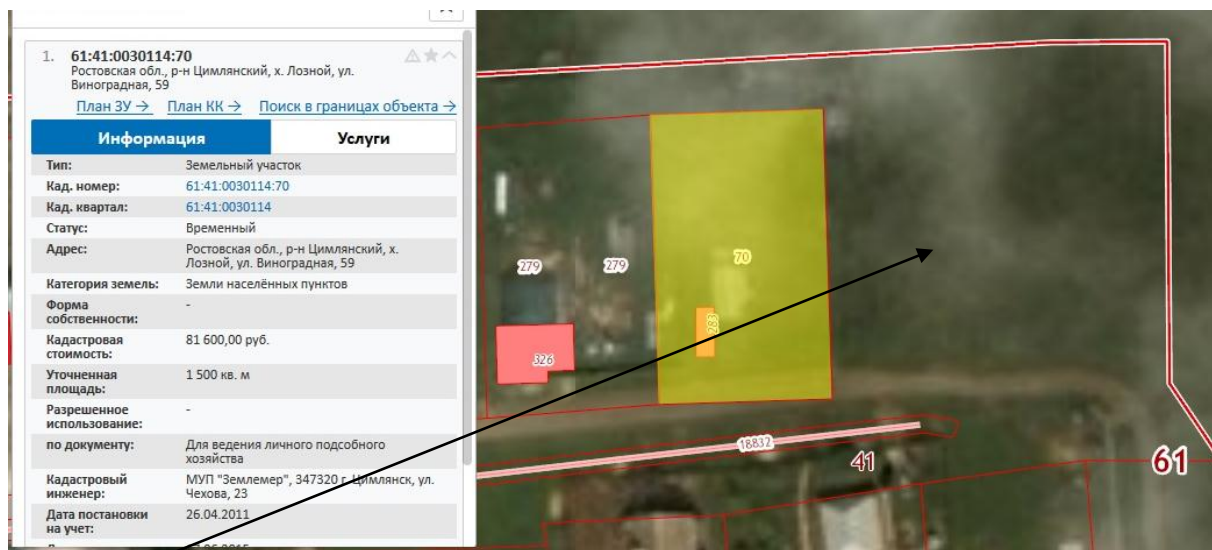 1. 61:41:0030114:70
Ростовская обл., р-н Цимлянский, х. Лозной, ул.
Виноградная, 59
План ЗУ → План КК → Поиск в границах объекта →
Информация Услуги
Тип: Земельный участок
Кад. номер: 61:41:0030114:70
Кад. квартал: 61:41:0030114
Статус: Временный
Адрес: Ростовская обл., р-н Цимлянский, х.
Лозной, ул. Виноградная, 59
Категория земель: Земли населённых пунктов
Форма
собственности: -
Кадастровая
стоимость: 81 600,00 руб.
Уточненная
площадь: 1 500 кв. м
Разрешенное
использование: -
по документу: Для ведения личного подсобного
хозяйства
Кадастровый
инженер: МУП "Землемер", 347320 г. Цимлянск, ул.
Чехова, 23
Дата постановки
на учет: 26.04.2011
279
279
70
283
326
18832
41
61